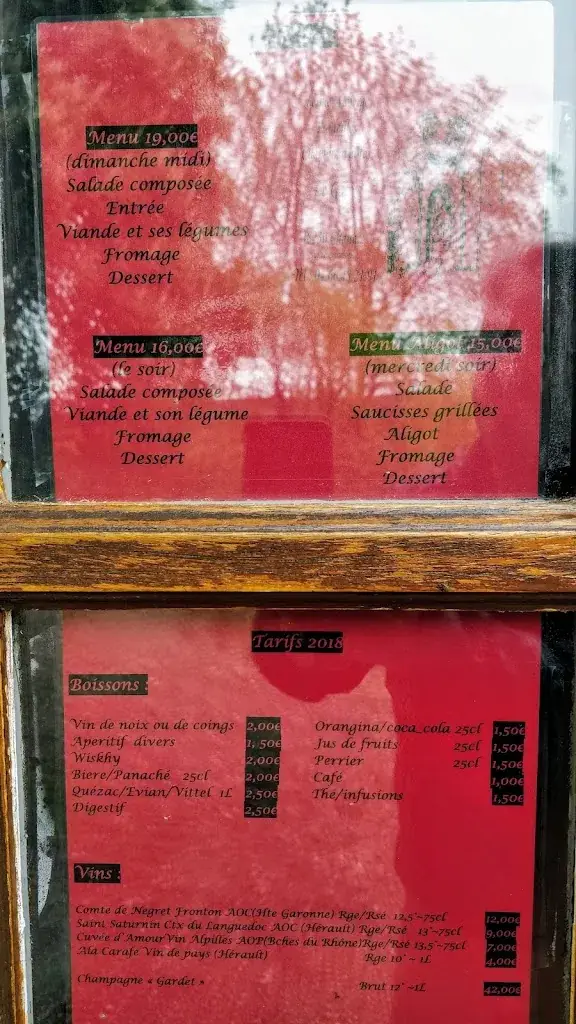 Menu 19,00€
(dimanche midi)
Salade composée
Entrée
Viande et ses légumes
Fromage
Dessert
Menu 16,00€
(le soir)
Salade composée
Viande et son légume
Fromage
Dessert
Menu Aligot 15,00€
(mercredi soir)
Salade
Saucisses grillées
Aligot
Fromage
Dessert
Tarifs 2018
Boissons :
Vin de noix ou de coings 2,00€
Aperitif divers 1,50€
Wiskhy 2,00€
Biere/Panaché 25cl 2,00€
Quézac/Evian/Vittel 1L 2,50€
Digestif 2,50€
Orangina/coca_cola 25cl 1,50€
Jus de fruits 25cl 1,50€
Perrier 25cl 1,50€
Café 1,00€
Thé/infusions 1,50€
Vins :
Comte de Negret Fronton AOC(Hte Garonne) Rge/Rsé 12,5°~75cl 12,00€
Saint Saturnin Ctx du Languedoc AOC (Hérault) Rge/Rsé 13°~75cl 9,00€
Cuvée d'Amour Vin Alpilles AOP(Bches du Rhône)Rge/Rsé 13,5°~75cl 7,00€
Ala Carafe Vin de pays (Hérault) Rge 10° ~ 1L 4,00€
Champagne « Gardet » Brut 12° ~1L 42,00€